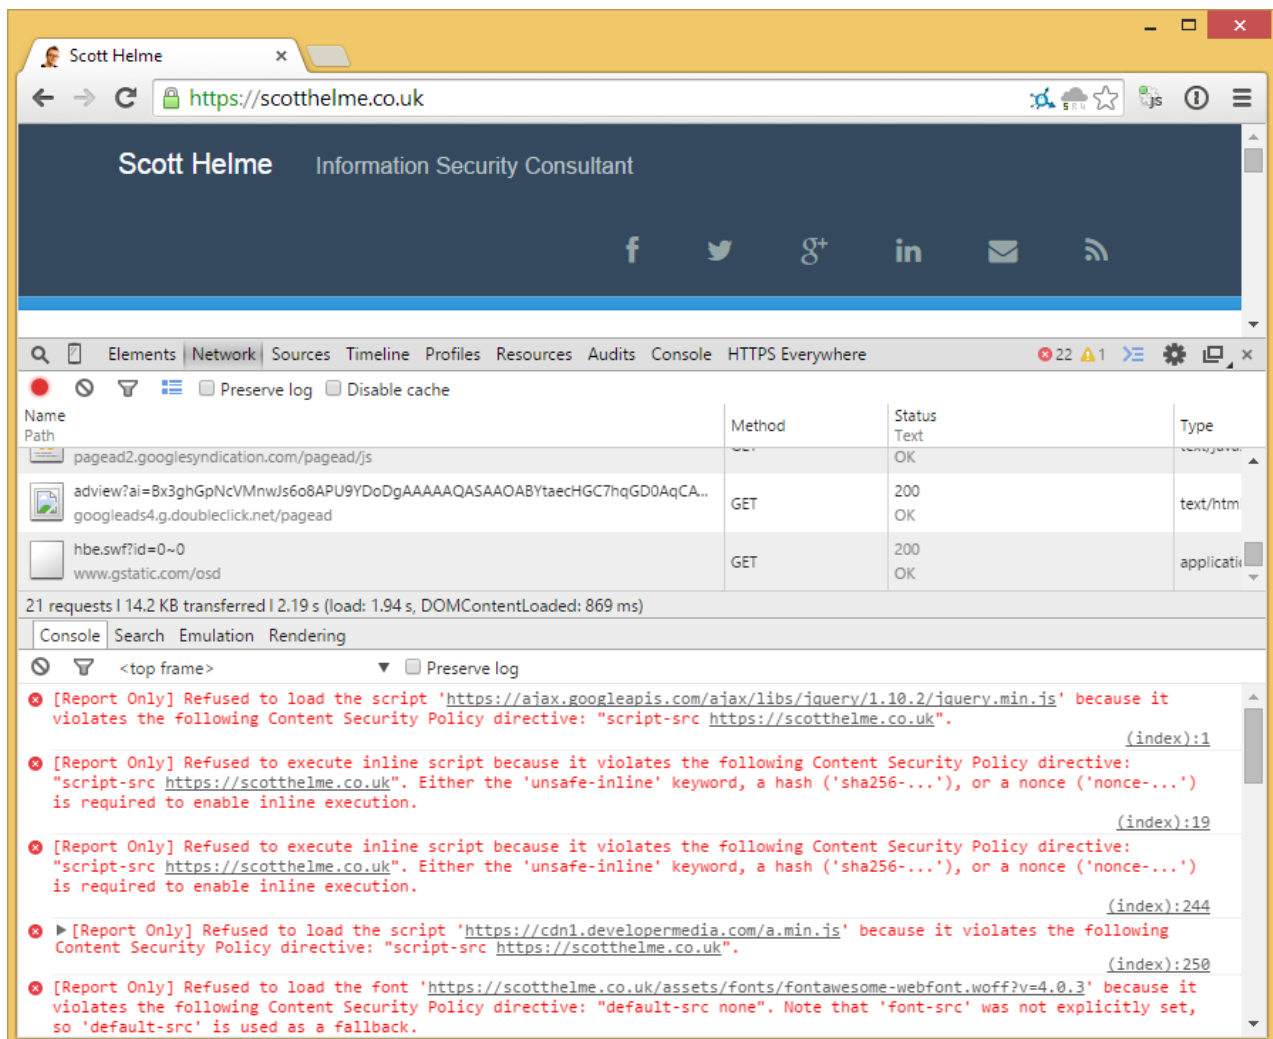 Scott Helme
https://scotthelme.co.uk
5 R 4
js
Scott Helme Information Security Consultant
f g+ in
Elements Network Sources Timeline Profiles Resources Audits Console HTTPS Everywhere 22 1
Preserve log Disable cache
Name Method Status Type
Path Text
pagead2.googlesyndication.com/pagead/js OK
adview?ai=Bx3ghGpNcVMnwJs6o8APU9YDoDgAAAAAQASAAOABYtaecHGC7hqGD0AqCA... GET 200 text/htm
googleads4.g.doubleclick.net/pagead OK
hbe.swf?id=0~0 GET 200 applicatio
www.gstatic.com/osd OK
21 requests | 14.2 KB transferred | 2.19 s (load: 1.94 s, DOMContentLoaded: 869 ms)
Console Search Emulation Rendering
<top frame> ▼ Preserve log
[Report Only] Refused to load the script 'https://ajax.googleapis.com/ajax/libs/jquery/1.10.2/jquery.min.js' because it
violates the following Content Security Policy directive: "script-src https://scotthelme.co.uk".
(index):1
[Report Only] Refused to execute inline script because it violates the following Content Security Policy directive:
"script-src https://scotthelme.co.uk". Either the 'unsafe-inline' keyword, a hash ('sha256-...'), or a nonce ('nonce-...')
is required to enable inline execution.
(index):19
[Report Only] Refused to execute inline script because it violates the following Content Security Policy directive:
"script-src https://scotthelme.co.uk". Either the 'unsafe-inline' keyword, a hash ('sha256-...'), or a nonce ('nonce-...')
is required to enable inline execution.
(index):244
[Report Only] Refused to load the script 'https://cdn1.developermedia.com/a.min.js' because it violates the following
Content Security Policy directive: "script-src https://scotthelme.co.uk".
(index):250
[Report Only] Refused to load the font 'https://scotthelme.co.uk/assets/fonts/fontawesome-webfont.woff?v=4.0.3' because it
violates the following Content Security Policy directive: "default-src none". Note that 'font-src' was not explicitly set,
so 'default-src' is used as a fallback.